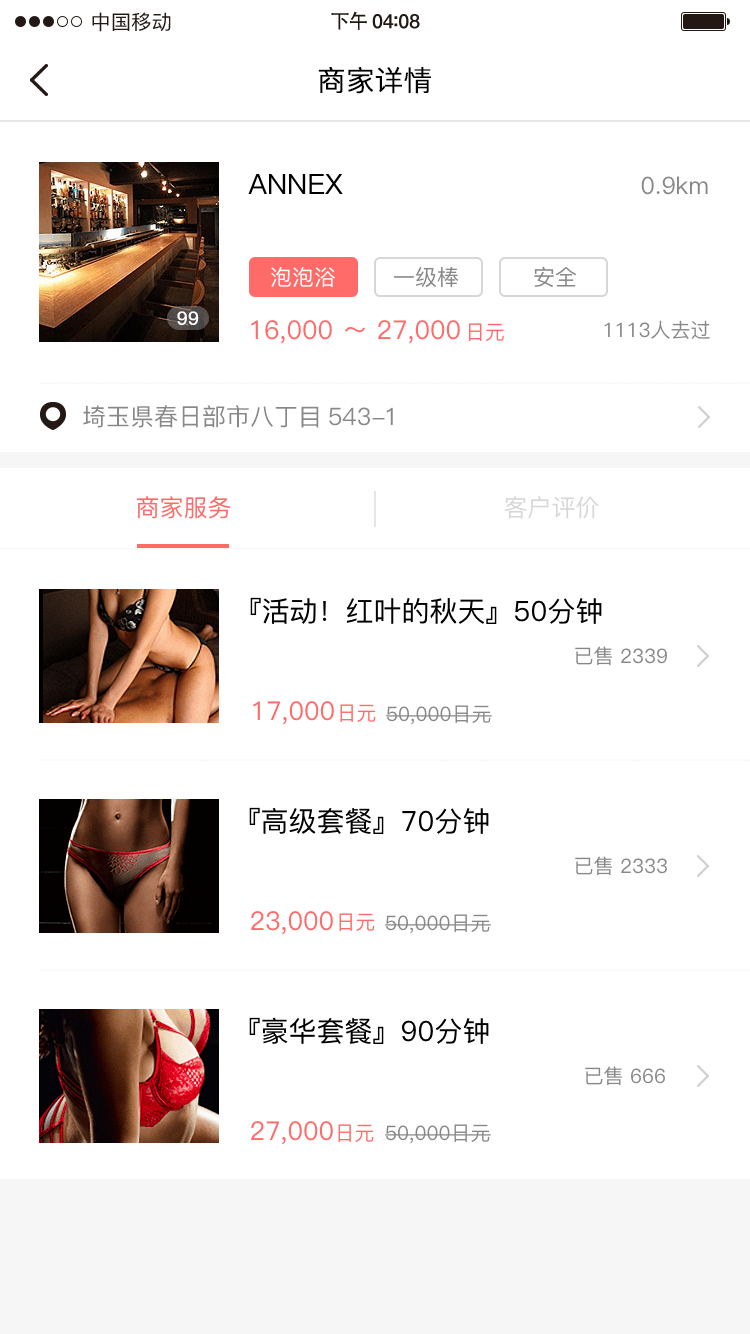 中国移动
下午 04:08
商家详情
ANNEX
0.9km
泡泡浴
一级棒
安全
99
16,000 ～ 27,000 日元
1113人去过
埼玉県春日部市八丁目 543-1
商家服务
客户评价
『活动！红叶的秋天』50分钟
已售 2339
17,000日元 50,000日元
『高级套餐』70分钟
已售 2333
23,000日元 50,000日元
『豪华套餐』90分钟
已售 666
27,000日元 50,000日元